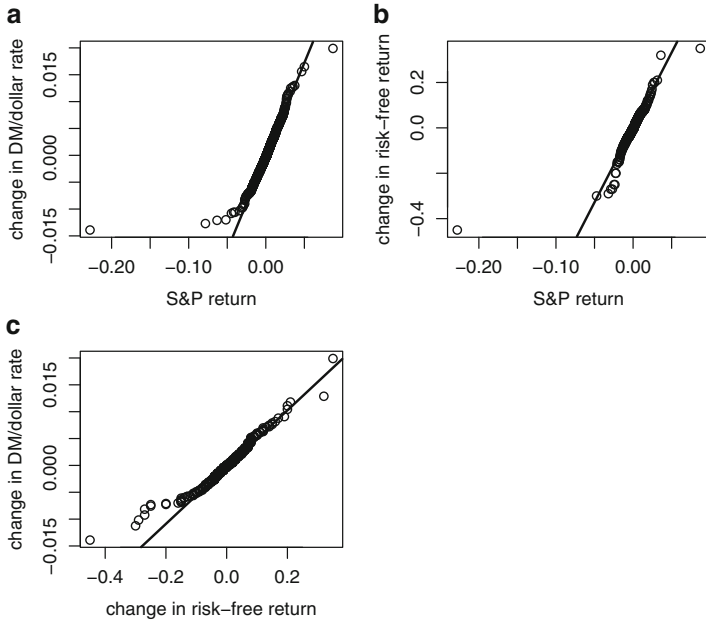 a
change in DM/dollar rate
0.015
0.000
−0.015
−0.20
−0.10
0.00
S&P return
b
change in risk−free return
0.2
0.0
−0.4
−0.20
−0.10
0.00
S&P return
c
change in DM/dollar rate
0.015
0.000
−0.015
−0.4
−0.2
0.0
0.2
change in risk−free return